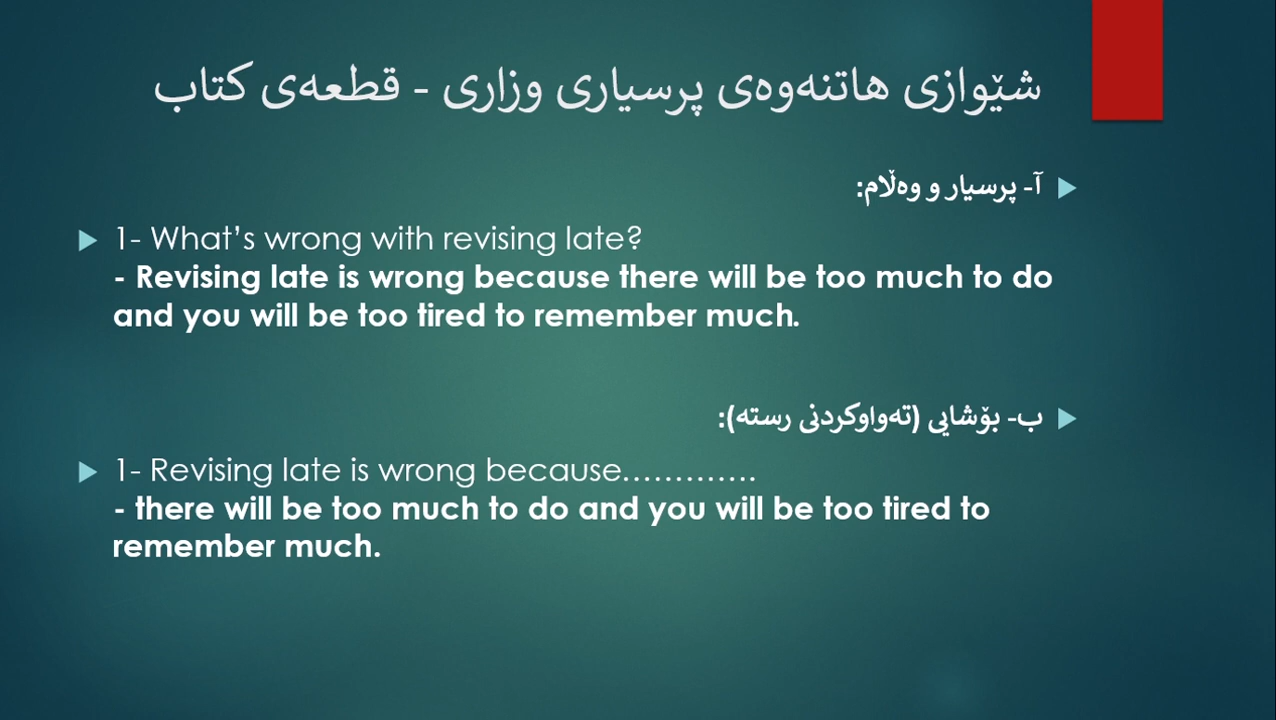 شێوازی هاتنەوەی پرسیاری وزاری - قطعەی کتاب
آ- پرسیار و وەڵام:
1- What’s wrong with revising late?
- Revising late is wrong because there will be too much to do
and you will be too tired to remember much.
ب- بۆشایی (تەواوکردنی رستە):
1- Revising late is wrong because.............
- there will be too much to do and you will be too tired to
remember much.